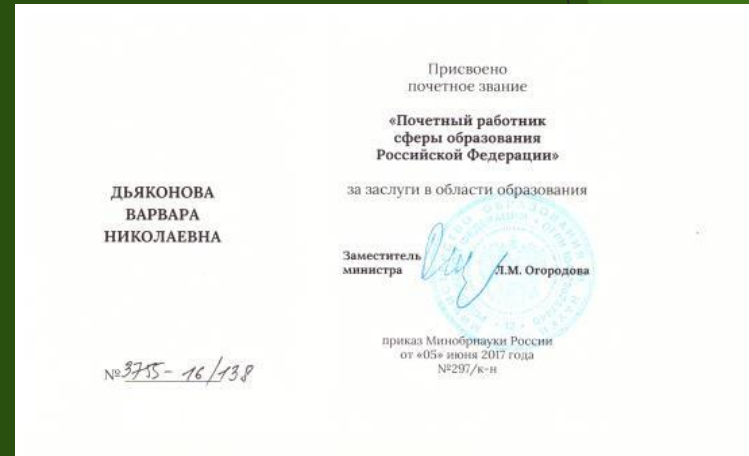 ДЬЯКОНОВА
ВАРВАРА
НИКОЛАЕВНА
№3755-16/138
Присвоено
почетное звание
«Почетный работник
сферы образования
Российской Федерации»
за заслуги в области образования
Заместитель
министра
Л.М. Огородова
приказ Минобрнауки России
от «05» июня 2017 года
№297/к-н